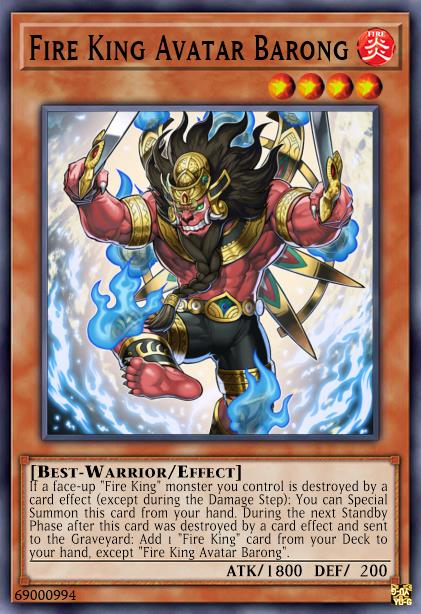 FIRE KING AVATAR BARONG
FIRE
炎
[BEST-WARRIOR/EFFECT]
If a face-up "Fire King" monster you control is destroyed by a
card effect (except during the Damage Step): You can Special
Summon this card from your hand. During the next Standby
Phase after this card was destroyed by a card effect and sent
to the Graveyard: Add 1 "Fire King" card from your Deck to
your hand, except "Fire King Avatar Barong".
ATK/1800 DEF/ 200
69000994